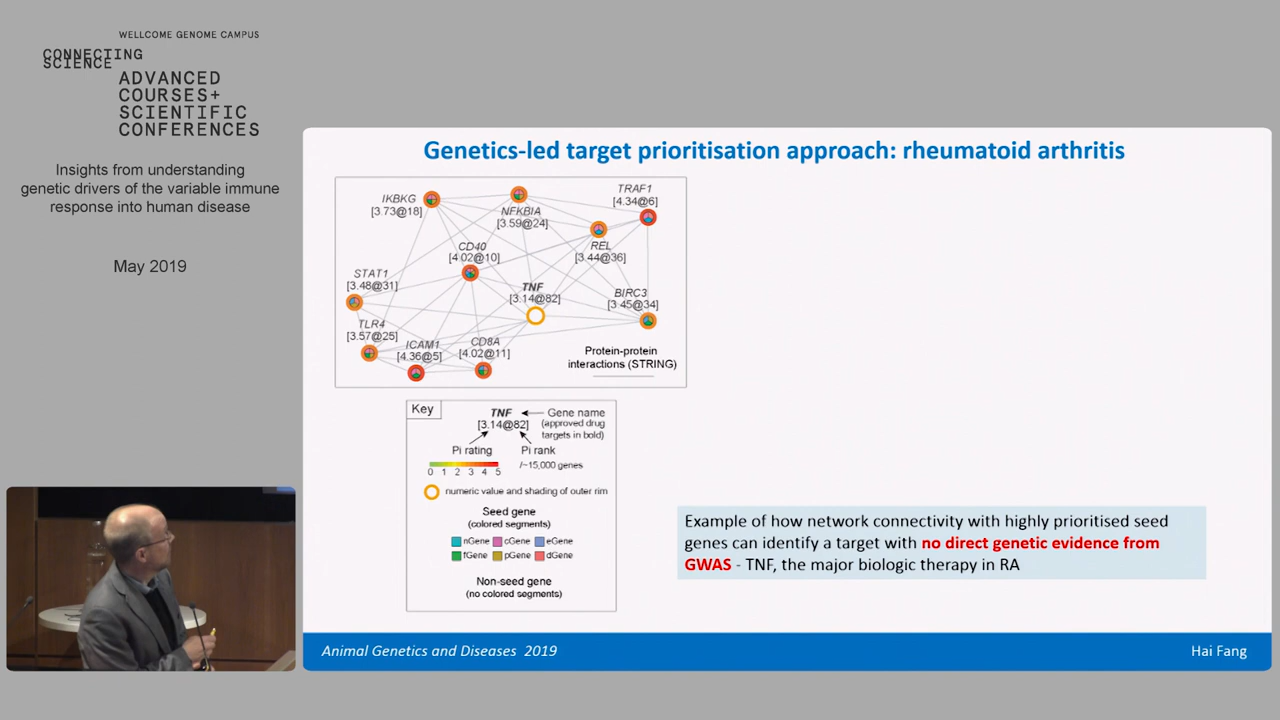 WELLCOME GENOME CAMPUS
CONNECTING
SCIENCE
ADVANCED
COURSES+
SCIENTIFIC
CONFERENCES
Insights from understanding
genetic drivers of the variable immune
response into human disease
May 2019
Genetics-led target prioritisation approach: rheumatoid arthritis
IKBKG
[3.73@18]
NFKBIA
[3.59@24]
TRAF1
[4.34@6]
REL
[3.44@36]
CD40
[4.02@10]
STAT1
[3.48@31]
TNF
[3.14@82]
BIRC3
[3.45@34]
TLR4
[3.57@25]
ICAM1
[4.36@5]
CD8A
[4.02@11]
Protein-protein
interactions (STRING)
Key
TNF
[3.14@82]
Gene name
(approved drug
targets in bold)
Pi rating
Pi rank
0 1 2 3 4 5
/~15,000 genes
numeric value and shading of outer rim
Seed gene
(colored segments)
nGene cGene eGene
fGene pGene dGene
Non-seed gene
(no colored segments)
Example of how network connectivity with highly prioritised seed
genes can identify a target with no direct genetic evidence from
GWAS - TNF, the major biologic therapy in RA
Animal Genetics and Diseases 2019
Hai Fang